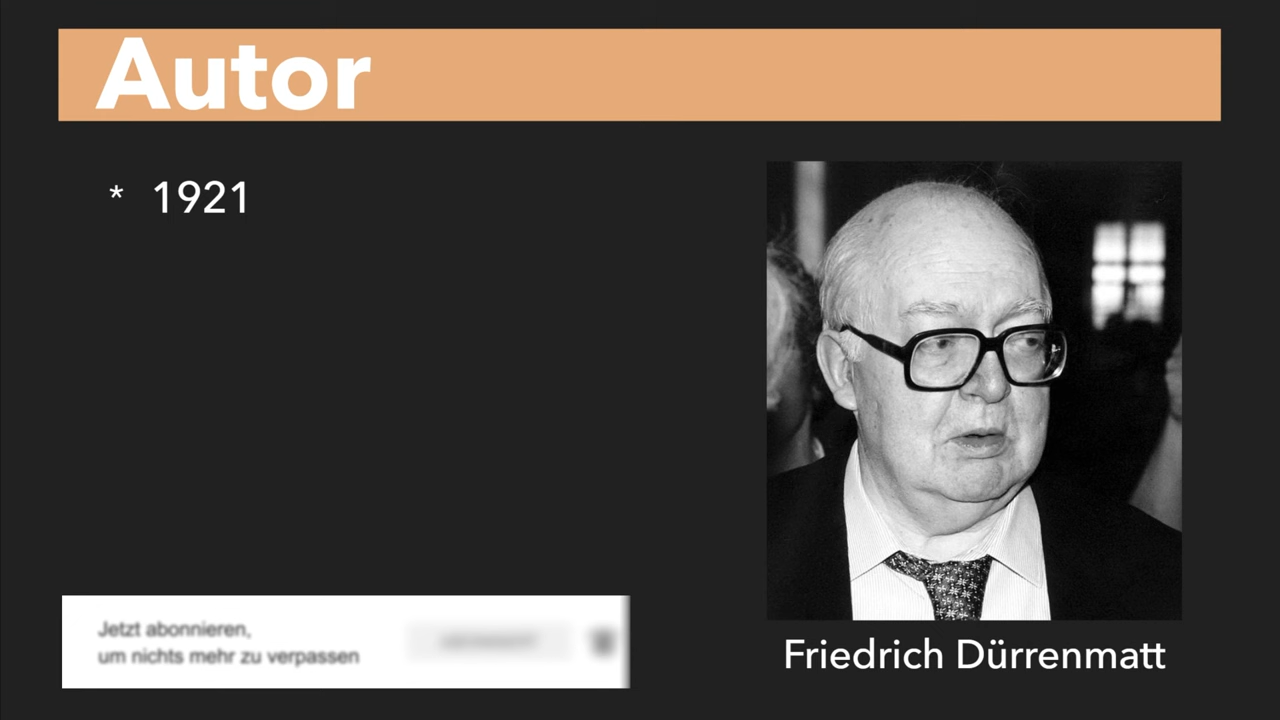 Autor
* 1921
Jetzt abonnieren,
um nichts mehr zu verpassen
Friedrich Dürrenmatt